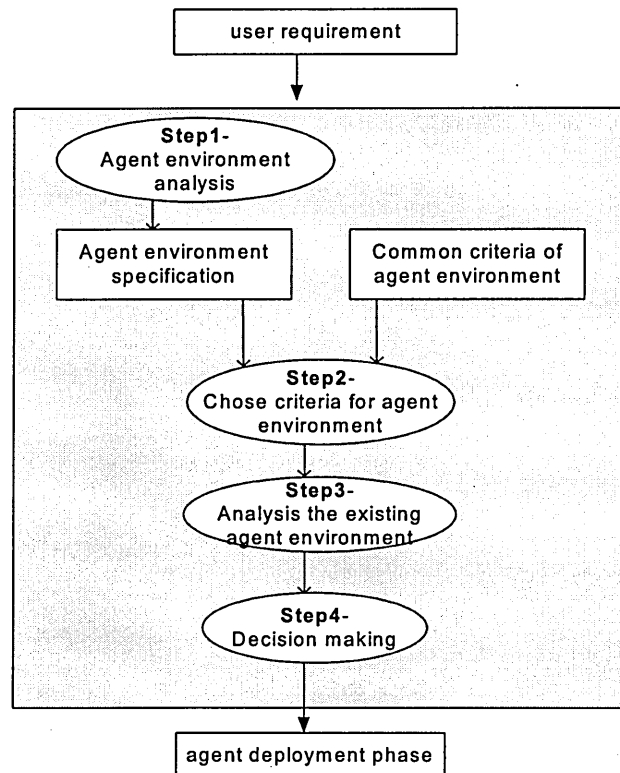 user requirement
Step1-
Agent environment
analysis
Agent environment
specification
Common criteria of
agent environment
Step2-
Chose criteria for agent
environment
Step3-
Analysis the existing
agent environment
Step4-
Decision making
agent deployment phase